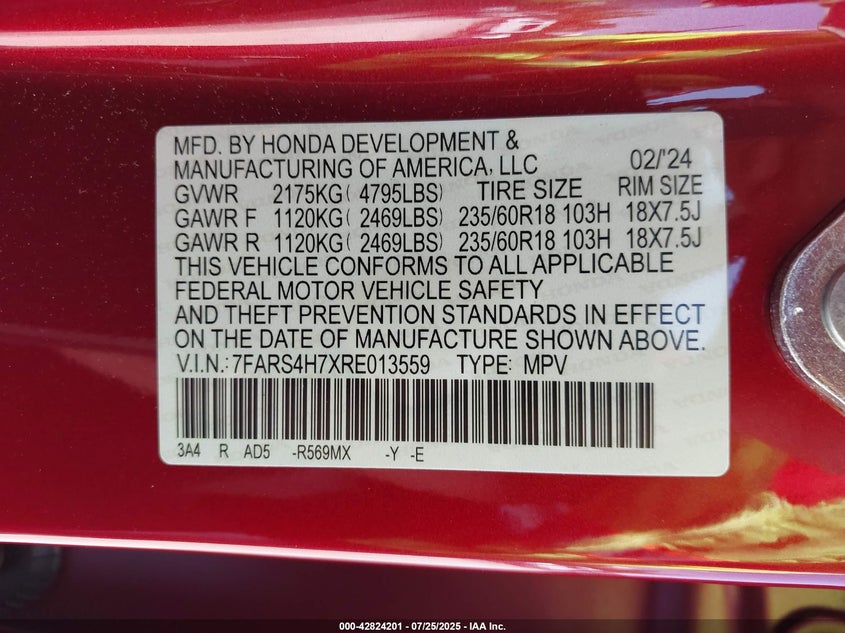 MFD. BY HONDA DEVELOPMENT &
MANUFACTURING OF AMERICA, LLC 02/'24
GVWR 2175KG( 4795LBS) TIRE SIZE RIM SIZE
GAWR F 1120KG( 2469LBS) 235/60R18 103H 18X7.5J
GAWR R 1120KG( 2469LBS) 235/60R18 103H 18X7.5J
THIS VEHICLE CONFORMS TO ALL APPLICABLE
FEDERAL MOTOR VEHICLE SAFETY
AND THEFT PREVENTION STANDARDS IN EFFECT
ON THE DATE OF MANUFACTURE SHOWN ABOVE.
V.I.N.: 7FARS4H7XRE013559 TYPE: MPV
3A4 R AD5 -R569MX -Y -E
000-42824201 - 07/25/2025 - IAA Inc.